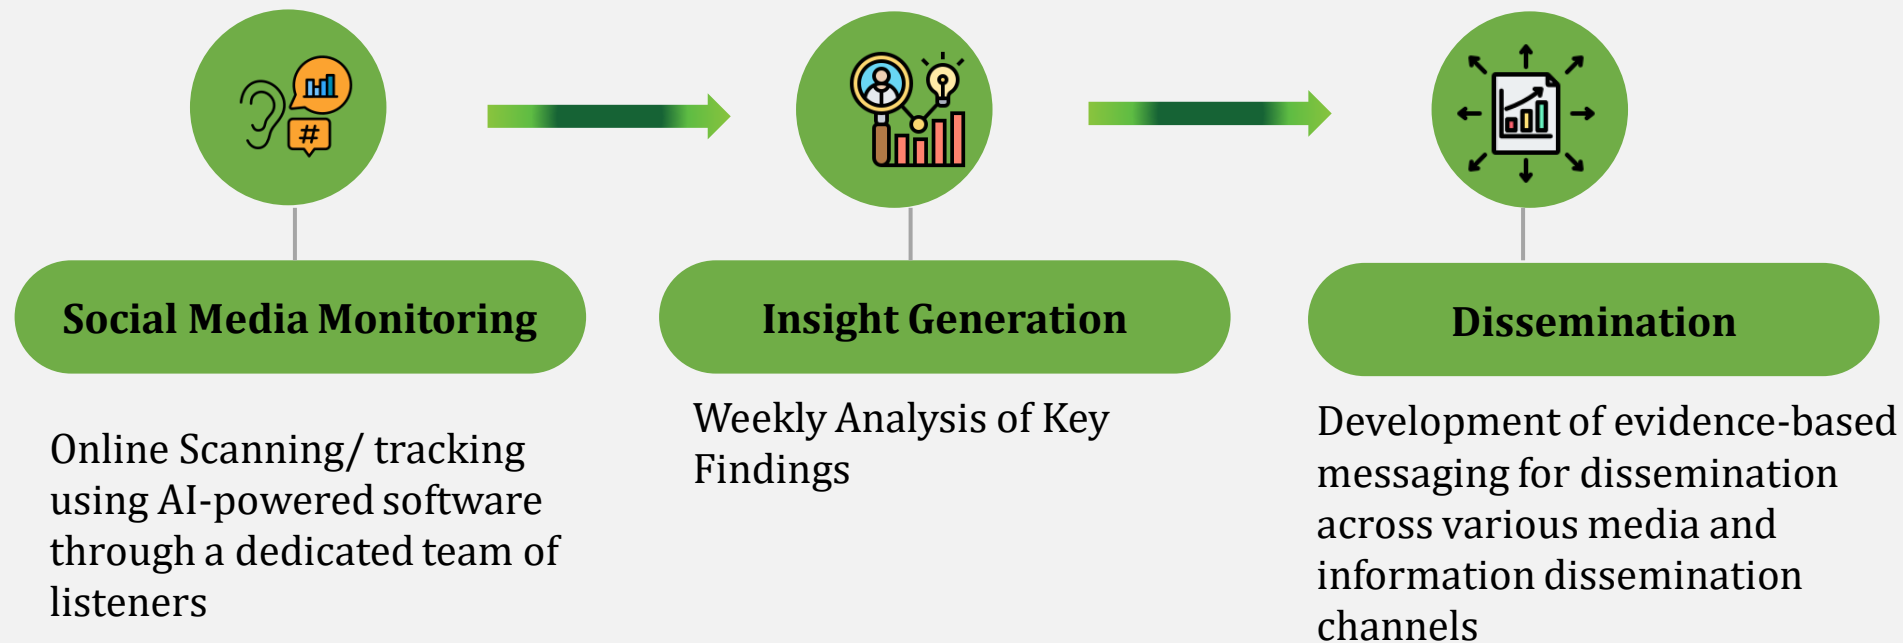 #
Social Media Monitoring
Online Scanning/ tracking
using AI-powered software
through a dedicated team of
listeners
Insight Generation
Weekly Analysis of Key
Findings
Dissemination
Development of evidence-based
messaging for dissemination
across various media and
information dissemination
channels